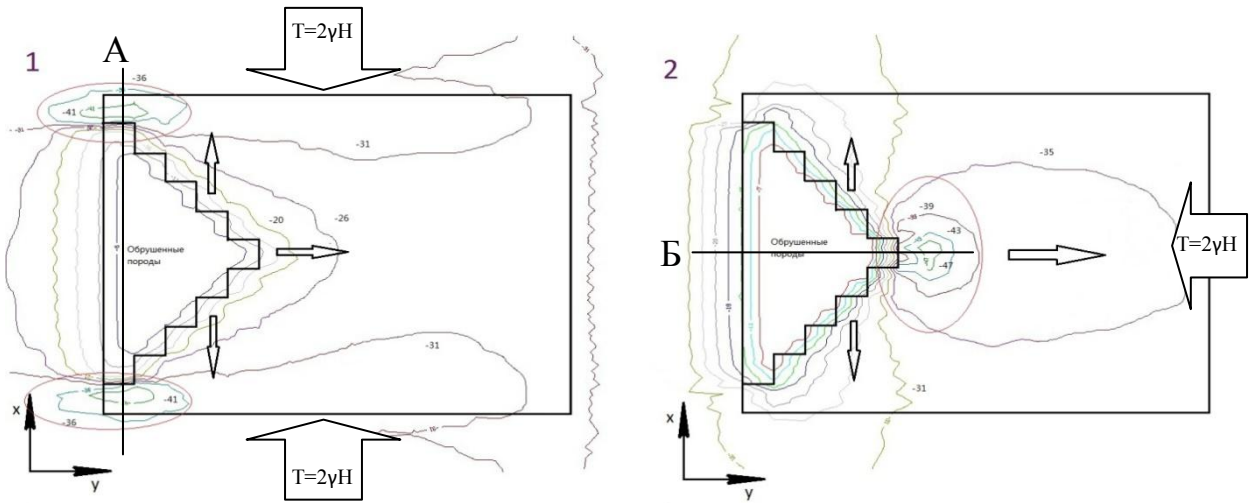 1
А
T=2γH
-36
-41
-31
-20
-26
Обрушенные
породы
-31
-41
-36
T=2γH
x
y
2
-35
-39
-43
Б
Обрушенные
породы
-47
T=2γH
-31
x
y